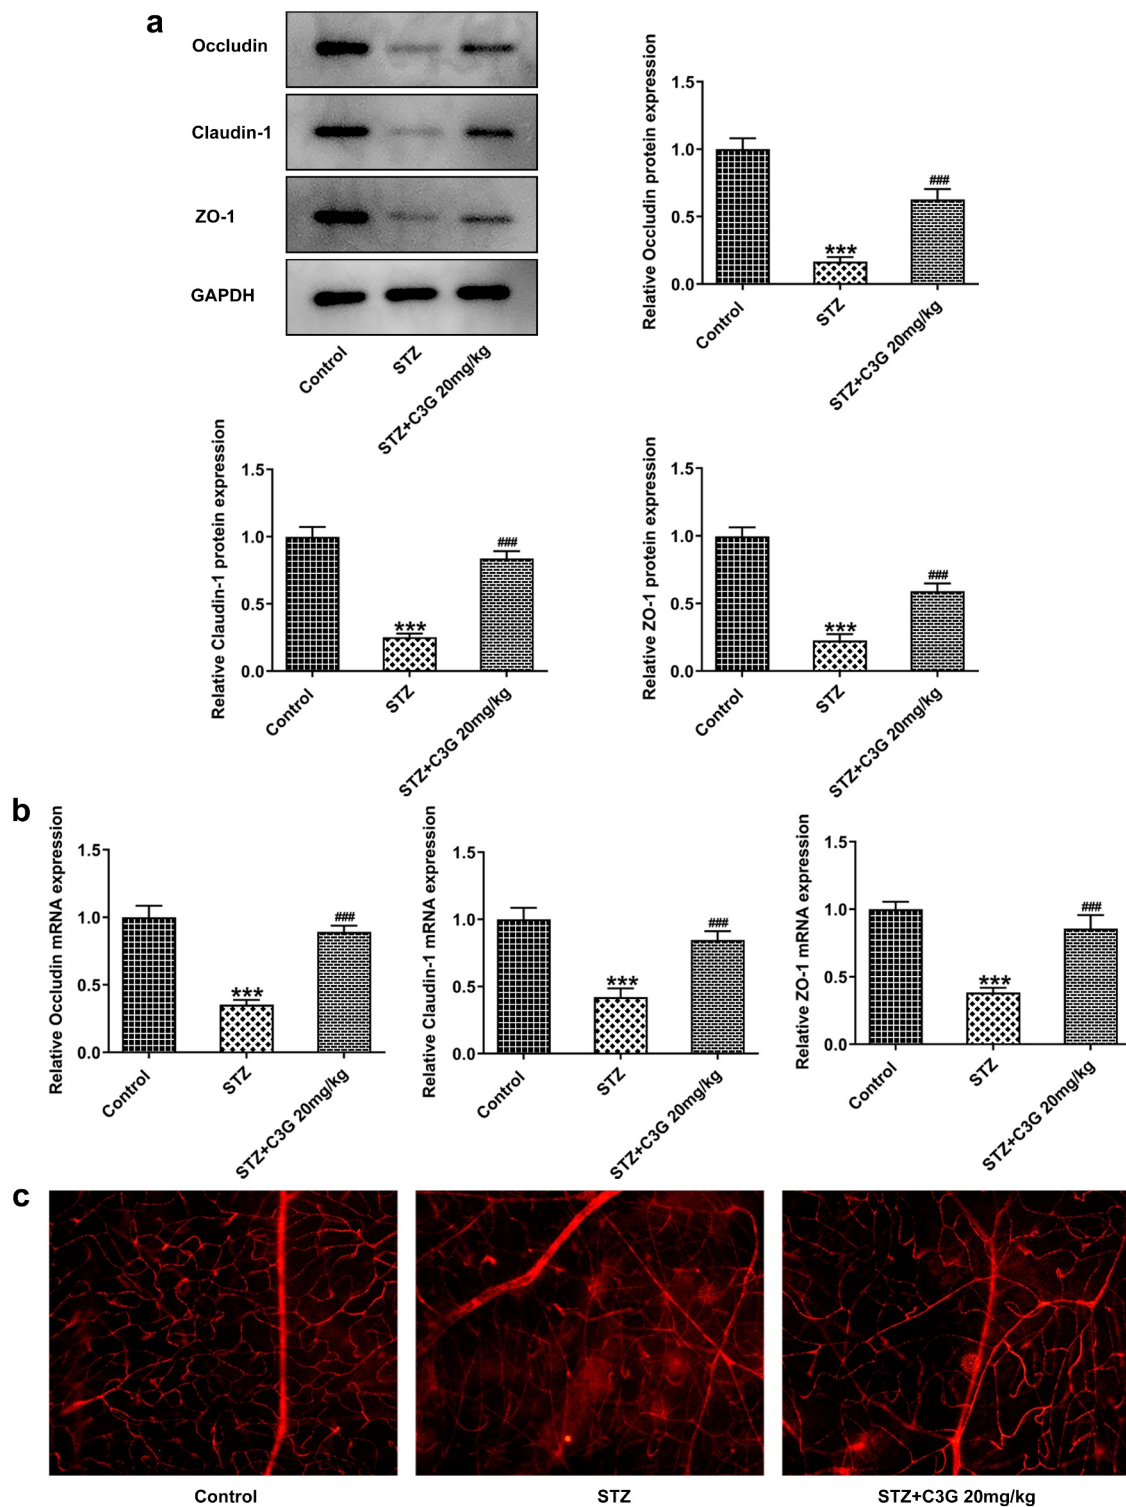 a
Occludin
Claudin-1
ZO-1
GAPDH
Control
STZ
STZ+C3G 20mg/kg
Relative Occludin protein expression
1.5
1.0
0.5
0.0
***
###
Control
STZ
STZ+C3G 20mg/kg
Relative Claudin-1 protein expression
1.5
1.0
0.5
0.0
***
###
Control
STZ
STZ+C3G 20mg/kg
Relative ZO-1 protein expression
1.5
1.0
0.5
0.0
***
###
Control
STZ
STZ+C3G 20mg/kg
b
Relative Occludin mRNA expression
1.5
1.0
0.5
0.0
***
###
Control
STZ
STZ+C3G 20mg/kg
Relative Claudin-1 mRNA expression
1.5
1.0
0.5
0.0
***
###
Control
STZ
STZ+C3G 20mg/kg
Relative ZO-1 mRNA expression
1.5
1.0
0.5
0.0
***
###
Control
STZ
STZ+C3G 20mg/kg
c
Control
STZ
STZ+C3G 20mg/kg